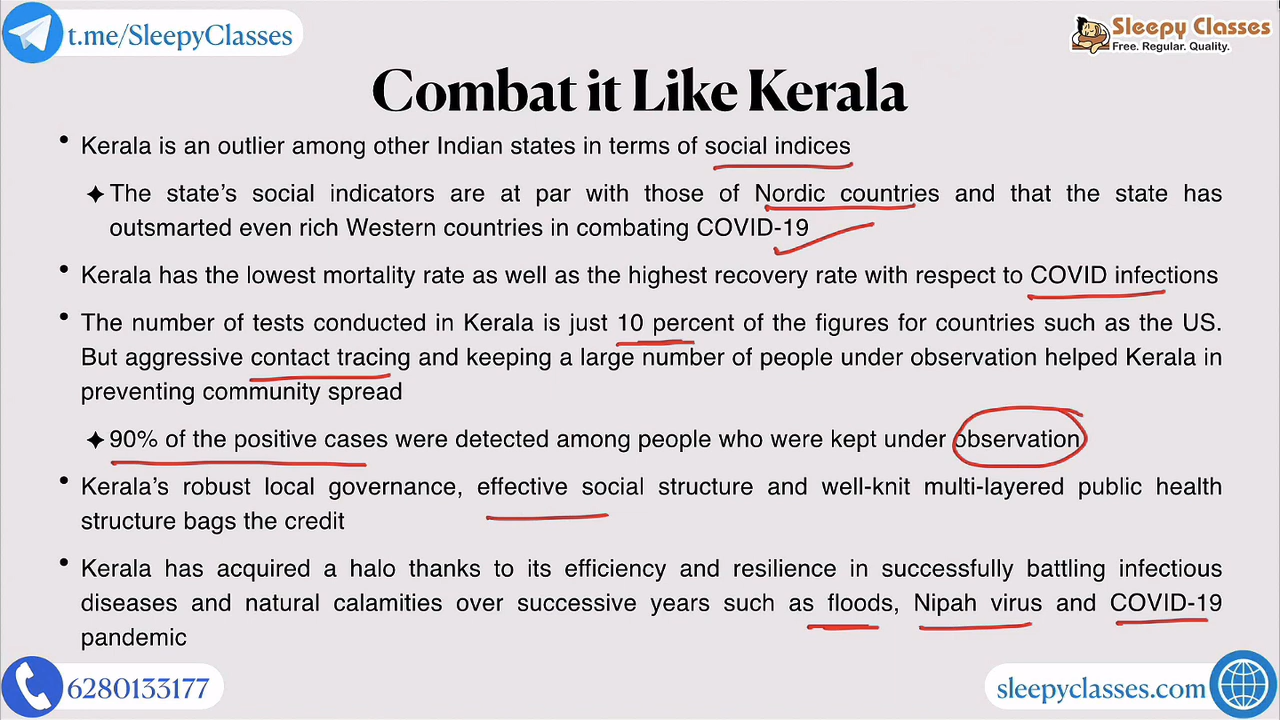 t.me/SleepyClasses
Sleepy Classes
Free. Regular. Quality.
Combat it Like Kerala
• Kerala is an outlier among other Indian states in terms of social indices
✦ The state's social indicators are at par with those of Nordic countries and that the state has
outsmarted even rich Western countries in combating COVID-19
• Kerala has the lowest mortality rate as well as the highest recovery rate with respect to COVID infections
• The number of tests conducted in Kerala is just 10 percent of the figures for countries such as the US.
But aggressive contact tracing and keeping a large number of people under observation helped Kerala in
preventing community spread
✦ 90% of the positive cases were detected among people who were kept under observation
• Kerala's robust local governance, effective social structure and well-knit multi-layered public health
structure bags the credit
• Kerala has acquired a halo thanks to its efficiency and resilience in successfully battling infectious
diseases and natural calamities over successive years such as floods, Nipah virus and COVID-19
pandemic
6280133177
sleepyclasses.com